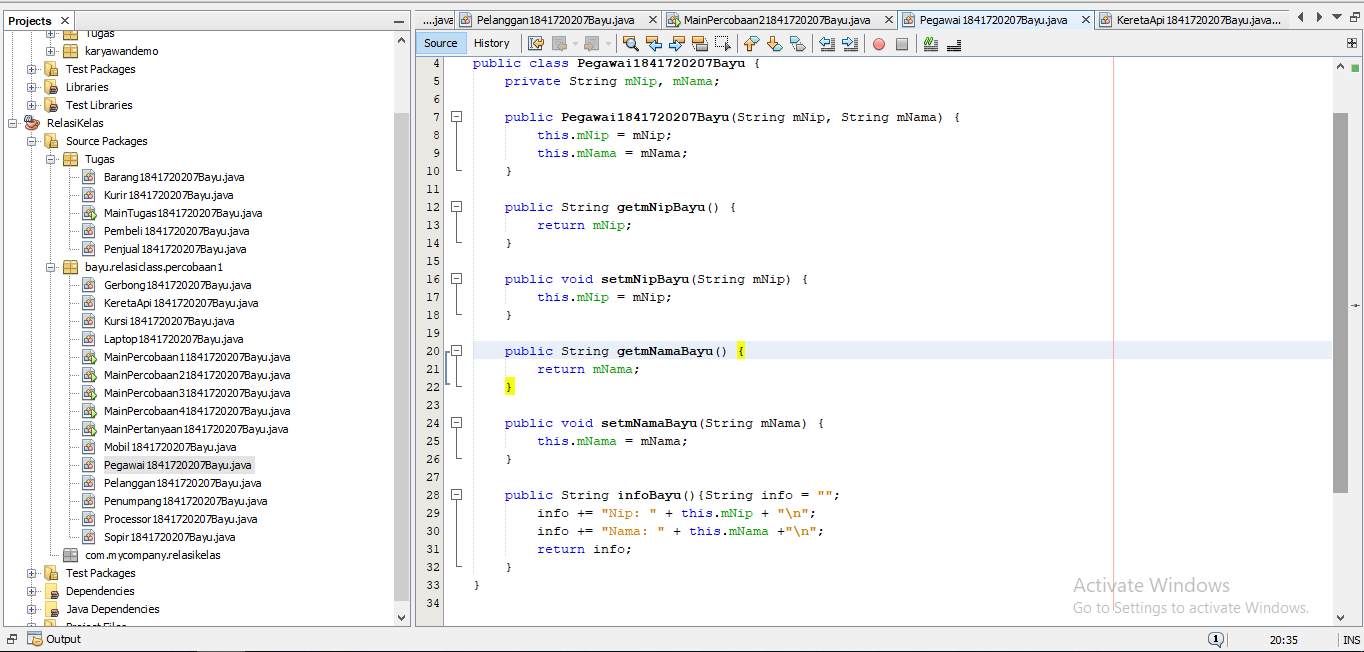 Projects
Tugas
karyawandemo
Test Packages
Libraries
Test Libraries
RelasiKelas
Source Packages
Tugas
Barang1841720207Bayu.java
Kurir1841720207Bayu.java
MainTugas1841720207Bayu.java
Pembeli1841720207Bayu.java
Penjual1841720207Bayu.java
bayu.relasiclass.percobaan1
Gerbong1841720207Bayu.java
KeretaApi1841720207Bayu.java
Kursi1841720207Bayu.java
Laptop1841720207Bayu.java
MainPercobaan11841720207Bayu.java
MainPercobaan21841720207Bayu.java
MainPercobaan31841720207Bayu.java
MainPercobaan41841720207Bayu.java
MainPertanyaan1841720207Bayu.java
Mobil1841720207Bayu.java
Pegawai1841720207Bayu.java
Pelanggan1841720207Bayu.java
Penumpang1841720207Bayu.java
Processor1841720207Bayu.java
Sopir1841720207Bayu.java
com.mycompany.relasikelas
Test Packages
Dependencies
Java Dependencies
Project Files
...java Pelanggan1841720207Bayu.java MainPercobaan21841720207Bayu.java Pegawai1841720207Bayu.java KeretaApi1841720207Bayu.java...
Source History
4 public class Pegawai1841720207Bayu {
5 private String mNip, mNama;
6
7 public Pegawai1841720207Bayu(String mNip, String mNama) {
8 this.mNip = mNip;
9 this.mNama = mNama;
10 }
11
12 public String getmNipBayu() {
13 return mNip;
14 }
15
16 public void setmNipBayu(String mNip) {
17 this.mNip = mNip;
18 }
19
20 public String getmNamaBayu() {
21 return mNama;
22 }
23
24 public void setmNamaBayu(String mNama) {
25 this.mNama = mNama;
26 }
27
28 public String infoBayu(){String info = "";
29 info += "Nip: " + this.mNip + "\n";
30 info += "Nama: " + this.mNama +"\n";
31 return info;
32 }
33 }
34
Activate Windows
Go to Settings to activate Windows.
Output
1
20:35
INS